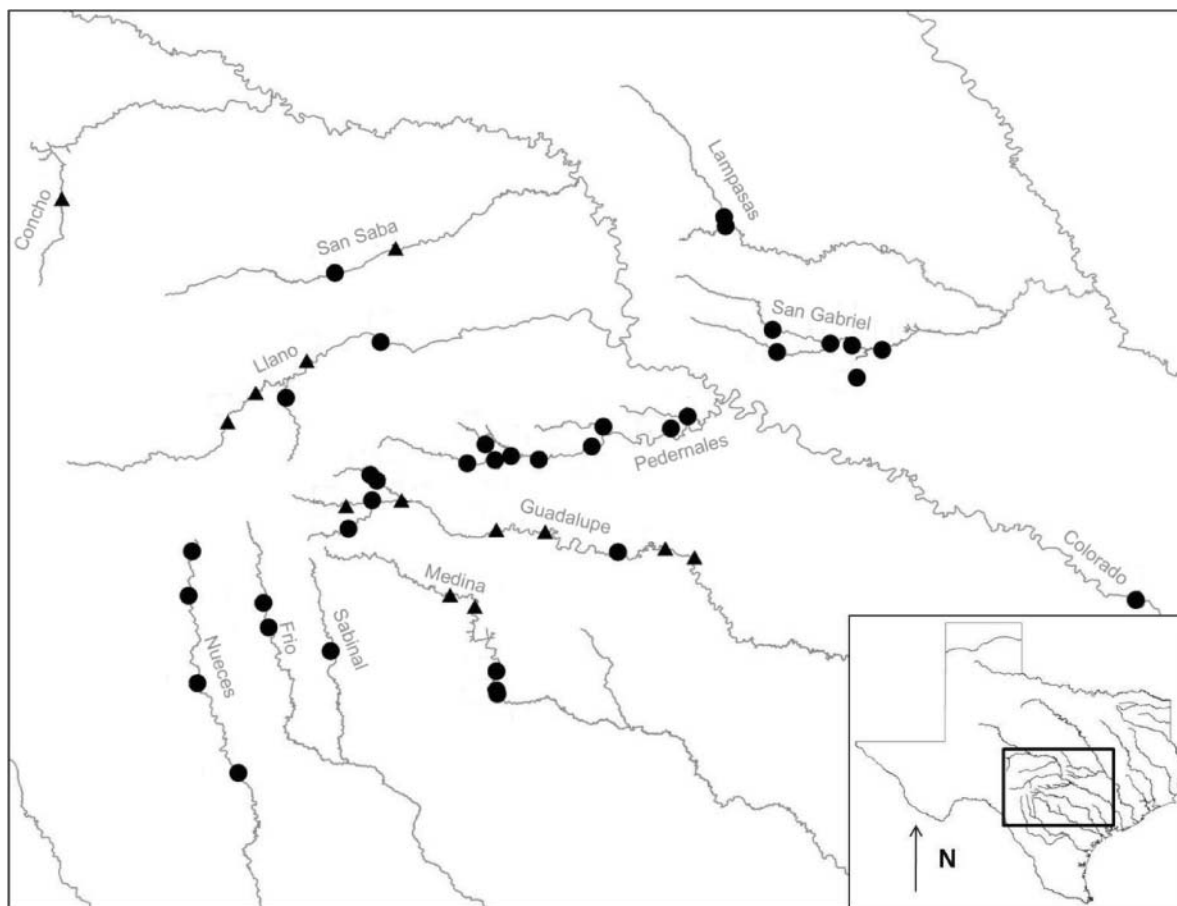 Lampasas
Concho
San Saba
San Gabriel
Llano
Pedernales
Guadalupe
Colorado
Medina
Sabinal
Frio
Nueces
N